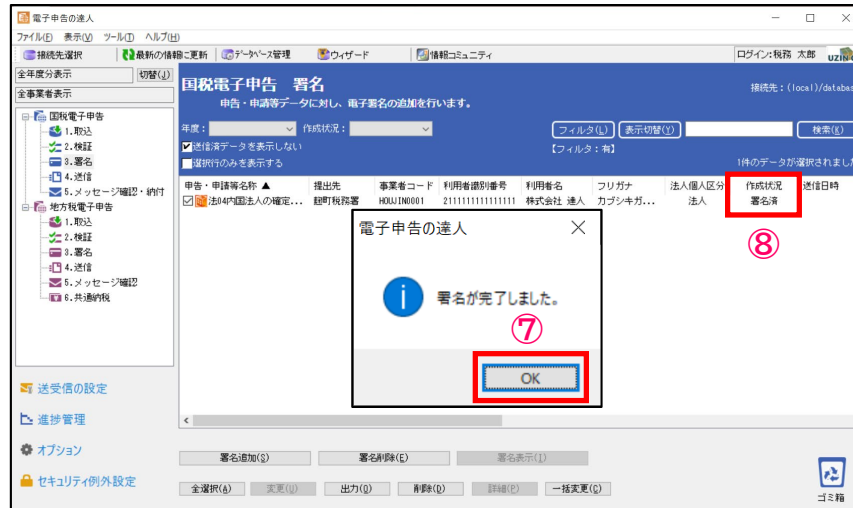 電子申告の達人
ファイル(F) 表示(V) ツール(T) ヘルプ(H)
接続先選択 最新の情報に更新 データベース管理 ウィザード 情報コミュニティ ログイン:税務 太郎 UZIN
全年度分表示 切替(J)
全事業者表示
国税電子申告
1.取込
2.検証
3.署名
4.送信
5.メッセージ確認・納付
地方税電子申告
1.取込
2.検証
3.署名
4.送信
5.メッセージ確認
6.共通納税
送受信の設定
進捗管理
オプション
セキュリティ例外設定
国税電子申告 署名
申告・申請等データに対し、電子署名の追加を行います。
接続先:(local)/databas
年度: 作成状況: フィルタ(L) 表示切替(Y) 検索(K)
送信済データを表示しない 【フィルタ:有】
選択行のみを表示する 1件のデータが選択されました
申告・申請等名称 ▲ 提出先 事業者コード 利用者識別番号 利用者名 フリガナ 法人個人区分 作成状況 送信日時
法04内国法人の確定... 麹町税務署 HOUJIN0001 2111111111111111 株式会社 達人 カブシキガ... 法人 署名済
⑧
電子申告の達人
署名が完了しました。
⑦
OK
署名追加(S) 署名削除(E) 署名表示(I)
全選択(A) 変更(U) 出力(O) 削除(D) 詳細(P) 一括変更(C)
ゴミ箱